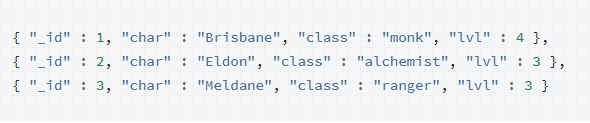 { "_id" : 1, "char" : "Brisbane", "class" : "monk", "lvl" : 4 },
{ "_id" : 2, "char" : "Eldon", "class" : "alchemist", "lvl" : 3 },
{ "_id" : 3, "char" : "Meldane", "class" : "ranger", "lvl" : 3 }